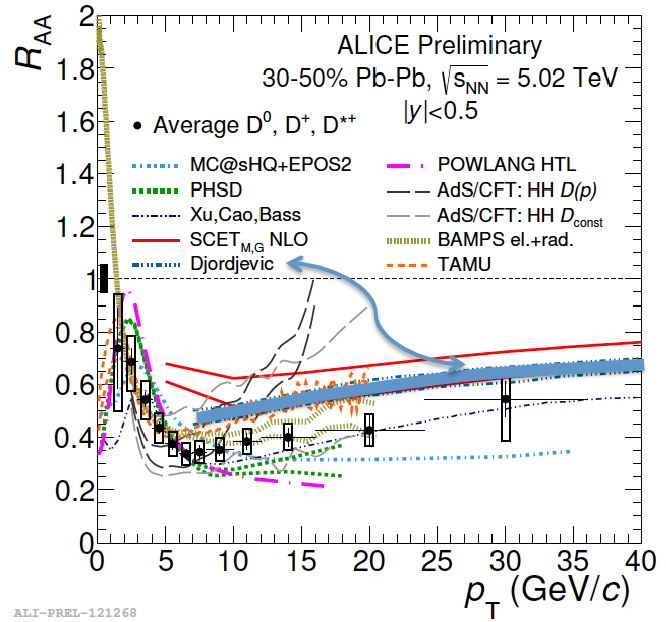 R_AA
ALICE Preliminary
30-50% Pb-Pb, √s_NN = 5.02 TeV
|y|<0.5
Average D⁰, D⁺, D*⁺
MC@sHQ+EPOS2
PHSD
Xu,Cao,Bass
SCET_M,G NLO
Djordjevic
POWLANG HTL
AdS/CFT: HH D(p)
AdS/CFT: HH D_const
BAMPS el.+rad.
TAMU
2
1.8
1.6
1.4
1.2
1
0.8
0.6
0.4
0.2
0
0 5 10 15 20 25 30 35 40
p_T (GeV/c)
ALI-PREL-121268